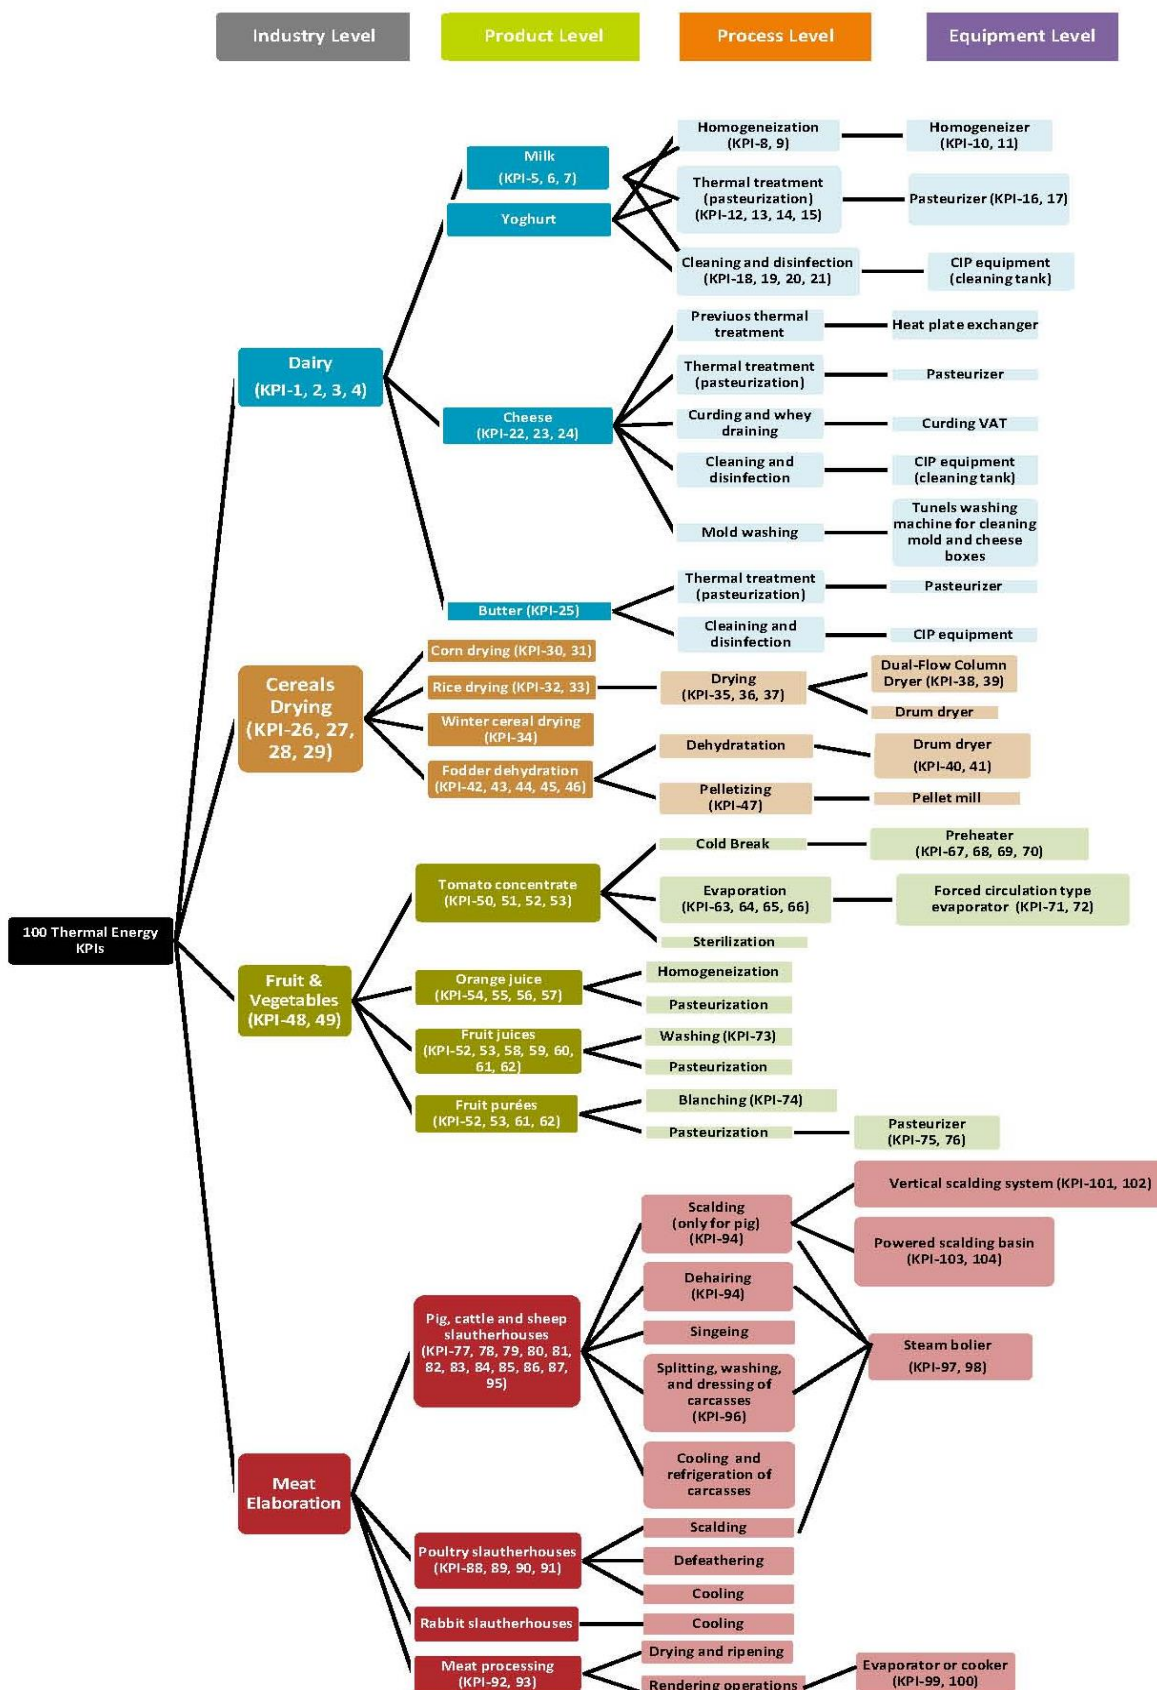 Industry Level
Product Level
Process Level
Equipment Level
Homogeneization
(KPI-8, 9)
Homogeneizer
(KPI-10, 11)
Milk
(KPI-5, 6, 7)
Thermal treatment
(pasteurization)
(KPI-12, 13, 14, 15)
Pasteurizer (KPI-16, 17)
Yoghurt
Cleaning and disinfection
(KPI-18, 19, 20, 21)
CIP equipment
(cleaning tank)
Previuos thermal
treatment
Heat plate exchanger
Dairy
(KPI-1, 2, 3, 4)
Thermal treatment
(pasteurization)
Pasteurizer
Cheese
(KPI-22, 23, 24)
Curding and whey
draining
Curding VAT
Cleaning and
disinfection
CIP equipment
(cleaning tank)
Mold washing
Tunels washing
machine for cleaning
mold and cheese
boxes
Butter (KPI-25)
Thermal treatment
(pasteurization)
Pasteurizer
Cleaining and
disinfection
CIP equipment
Cereals
Drying
(KPI-26, 27,
28, 29)
Corn drying (KPI-30, 31)
Rice drying (KPI-32, 33)
Drying
(KPI-35, 36, 37)
Dual-Flow Column
Dryer (KPI-38, 39)
Drum dryer
Winter cereal drying
(KPI-34)
Fodder dehydration
(KPI-42, 43, 44, 45, 46)
Dehydratation
Drum dryer
(KPI-40, 41)
Pelletizing
(KPI-47)
Pellet mill
100 Thermal Energy
KPIs
Fruit &
Vegetables
(KPI-48, 49)
Tomato concentrate
(KPI-50, 51, 52, 53)
Cold Break
Preheater
(KPI-67, 68, 69, 70)
Evaporation
(KPI-63, 64, 65, 66)
Forced circulation type
evaporator (KPI-71, 72)
Sterilization
Orange juice
(KPI-54, 55, 56, 57)
Homogeneization
Pasteurization
Fruit juices
(KPI-52, 53, 58, 59, 60,
61, 62)
Washing (KPI-73)
Pasteurization
Fruit purées
(KPI-52, 53, 61, 62)
Blanching (KPI-74)
Pasteurization
Pasteurizer
(KPI-75, 76)
Meat
Elaboration
Pig, cattle and sheep
slautherhouses
(KPI-77, 78, 79, 80, 81,
82, 83, 84, 85, 86, 87,
95)
Scalding
(only for pig)
(KPI-94)
Vertical scalding system (KPI-101, 102)
Powered scalding basin
(KPI-103, 104)
Dehairing
(KPI-94)
Singeing
Steam bolier
(KPI-97, 98)
Splitting, washing,
and dressing of
carcasses
(KPI-96)
Cooling and
refrigeration of
carcasses
Poultry slautherhouses
(KPI-88, 89, 90, 91)
Scalding
Defeathering
Cooling
Rabbit slautherhouses
Cooling
Meat processing
(KPI-92, 93)
Drying and ripening
Rendering operations
Evaporator or cooker
(KPI-99, 100)